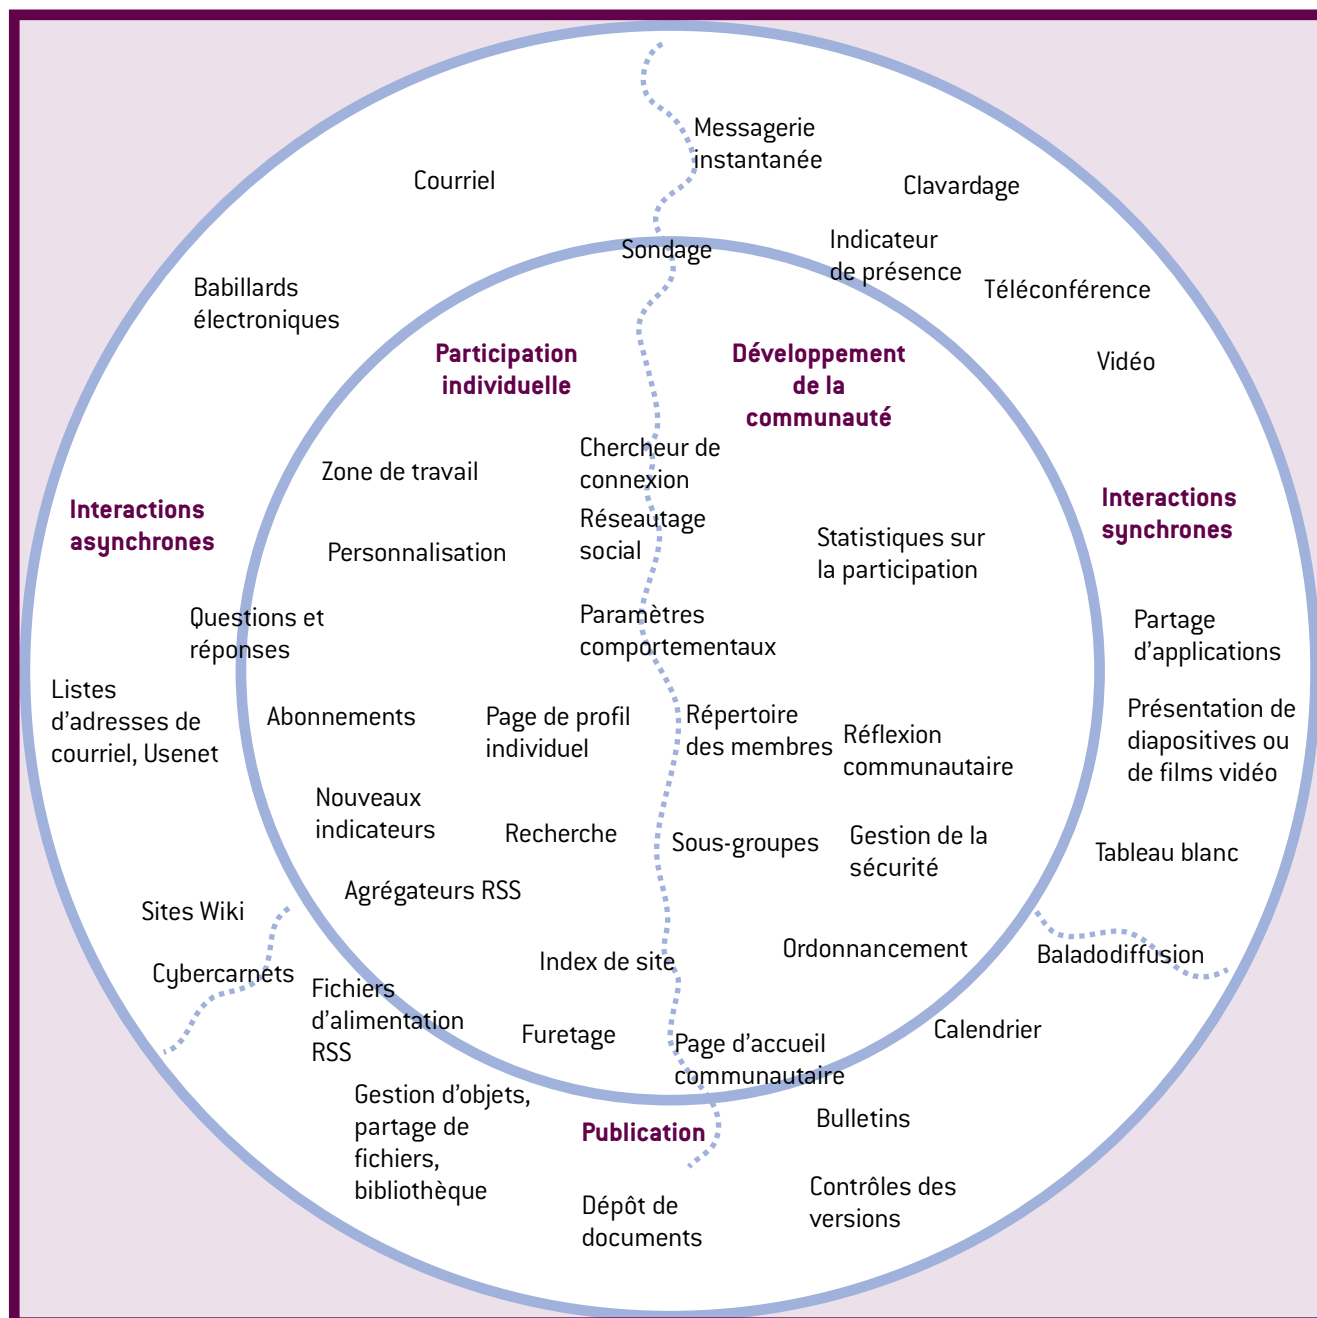 Messagerie
instantanée
Courriel
Clavardage
Sondage
Indicateur
de présence
Téléconférence
Babillards
électroniques
Vidéo
Participation
individuelle
Développement
de la
communauté
Chercheur de
connexion
Zone de travail
Interactions
asynchrones
Interactions
synchrones
Réseautage
social
Statistiques sur
la participation
Personnalisation
Questions et
réponses
Paramètres
comportementaux
Partage
d'applications
Listes
d'adresses de
courriel, Usenet
Abonnements
Page de profil
individuel
Répertoire
des membres
Réflexion
communautaire
Présentation de
diapositives ou
de films vidéo
Nouveaux
indicateurs
Recherche
Sous-groupes
Gestion de la
sécurité
Tableau blanc
Agrégateurs RSS
Sites Wiki
Cybercarnets
Index de site
Ordonnancement
Baladodiffusion
Fichiers
d'alimentation
RSS
Furetage
Page d'accueil
communautaire
Calendrier
Gestion d'objets,
partage de
fichiers,
bibliothèque
Publication
Bulletins
Dépôt de
documents
Contrôles des
versions